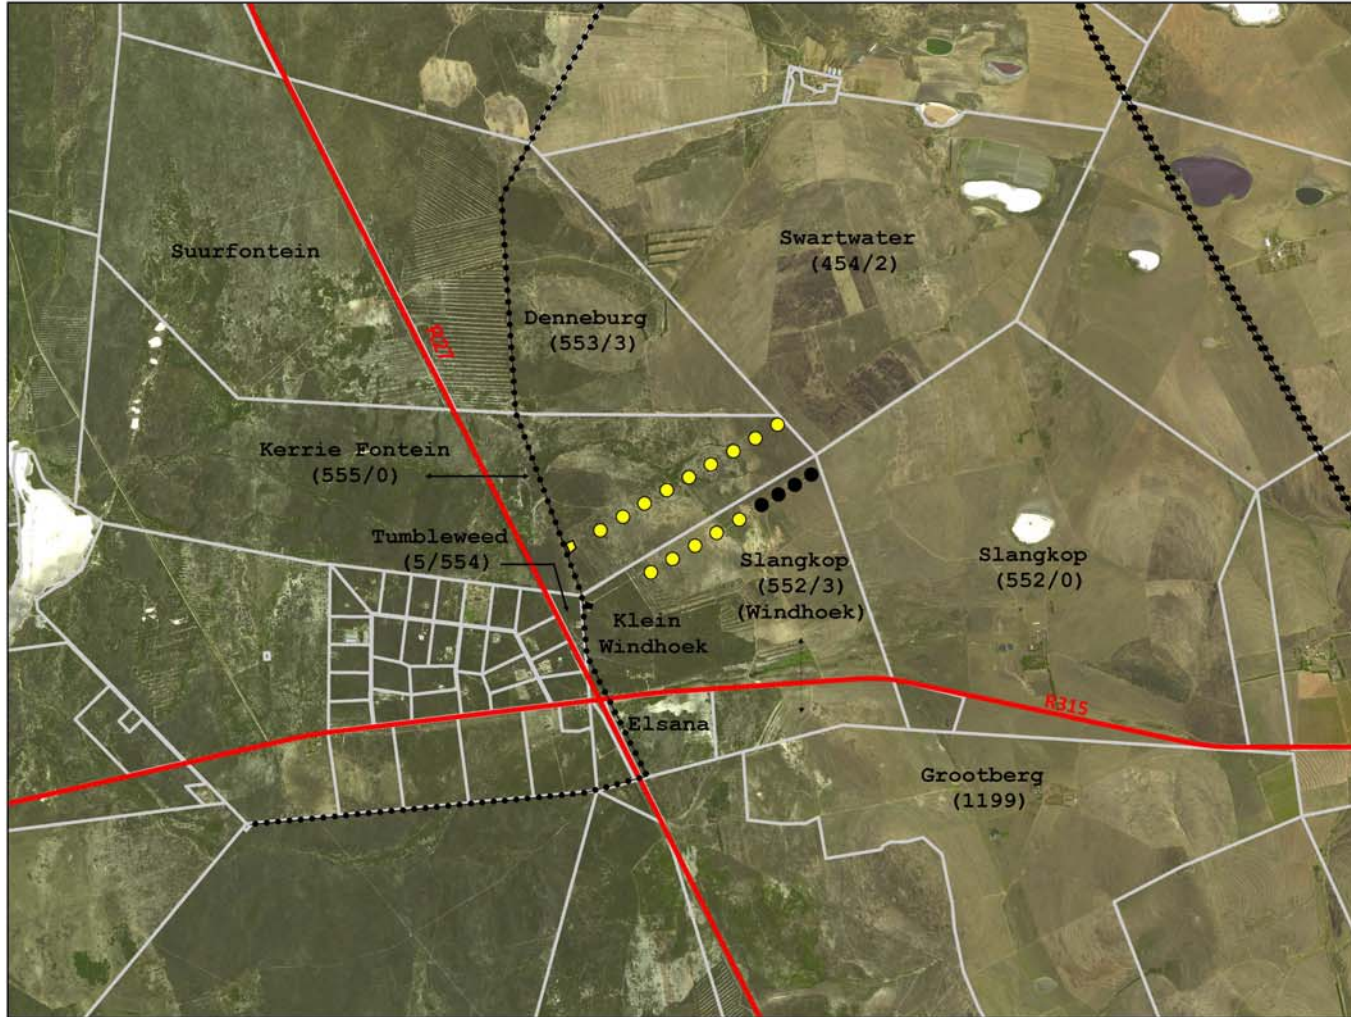 Swartwater
(454/2)
Suurfontein
R27
Denneburg
(553/3)
Kerrie Fontein
(555/0)
Tumbleweed
(5/554)
Slangkop
(552/3)
(Windhoek)
Slangkop
(552/0)
Klein
Windhoek
Elsana
R315
Grootberg
(1199)